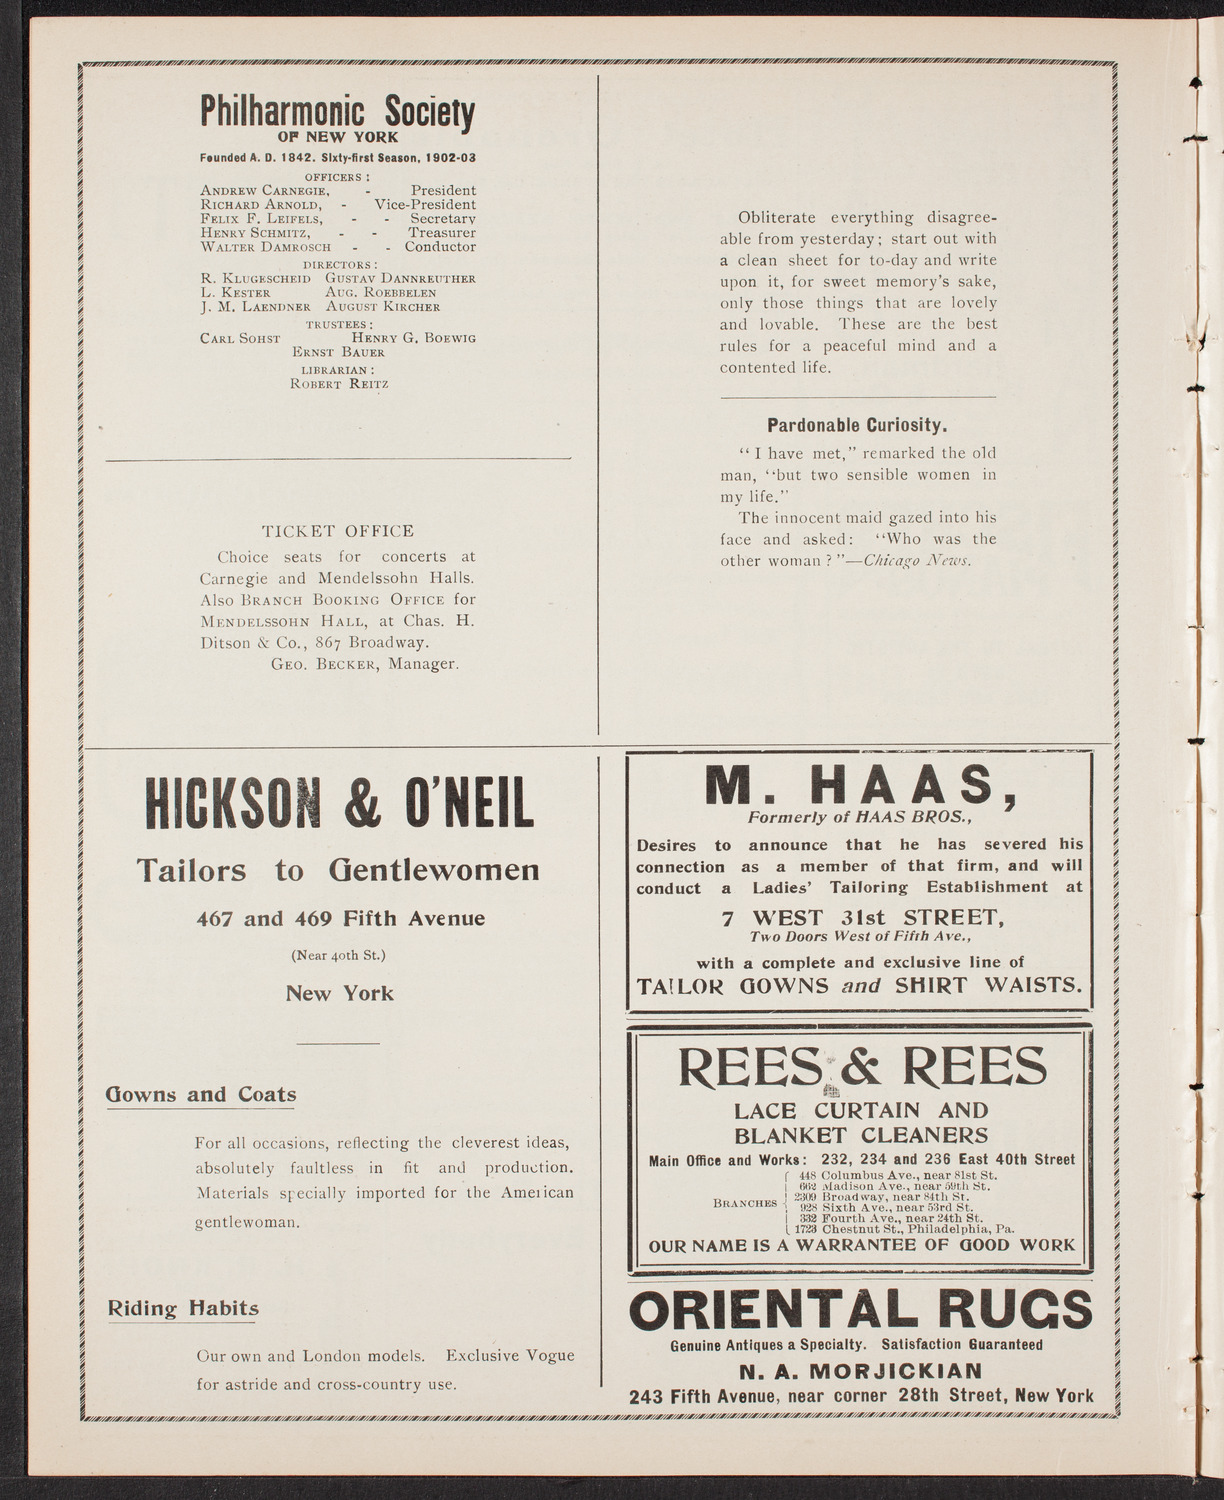 Philharmonic Society
OF NEW YORK
Founded A. D. 1842. Sixty-first Season, 1902-03
OFFICERS :
ANDREW CARNEGIE, - President
RICHARD ARNOLD, - Vice-President
FELIX F. LEIFELS, - - Secretary
HENRY SCHMITZ, - - Treasurer
WALTER DAMROSCH - - Conductor
DIRECTORS :
R. KLUGESCHEID GUSTAV DANNREUTHER
L. KESTER AUG. ROEBBELEN
J. M. LAENDNER AUGUST KIRCHER
TRUSTEES :
CARL SOHST HENRY G. BOEWIG
ERNST BAUER
LIBRARIAN :
ROBERT REITZ
TICKET OFFICE
Choice seats for concerts at
Carnegie and Mendelssohn Halls.
Also BRANCH BOOKING OFFICE for
MENDELSSOHN HALL, at Chas. H.
Ditson & Co., 867 Broadway.
GEO. BECKER, Manager.
Obliterate everything disagree-
able from yesterday; start out with
a clean sheet for to-day and write
upon it, for sweet memory's sake,
only those things that are lovely
and lovable. These are the best
rules for a peaceful mind and a
contented life.
Pardonable Curiosity.
"I have met," remarked the old
man, "but two sensible women in
my life."
The innocent maid gazed into his
face and asked: "Who was the
other woman?"—Chicago News.
HICKSON & O'NEIL
Tailors to Gentlewomen
467 and 469 Fifth Avenue
(Near 40th St.)
New York
Gowns and Coats
For all occasions, reflecting the cleverest ideas,
absolutely faultless in fit and production.
Materials specially imported for the American
gentlewoman.
Riding Habits
Our own and London models. Exclusive Vogue
for astride and cross-country use.
M. HAAS,
Formerly of HAAS BROS.,
Desires to announce that he has severed his
connection as a member of that firm, and will
conduct a Ladies' Tailoring Establishment at
7 WEST 31st STREET,
Two Doors West of Fifth Ave.,
with a complete and exclusive line of
TAILOR GOWNS and SHIRT WAISTS.
REES & REES
LACE CURTAIN AND
BLANKET CLEANERS
Main Office and Works: 232, 234 and 236 East 40th Street
BRANCHES
448 Columbus Ave., near 81st St.
662 Madison Ave., near 59th St.
2309 Broadway, near 84th St.
928 Sixth Ave., near 53rd St.
332 Fourth Ave., near 24th St.
1723 Chestnut St., Philadelphia, Pa.
OUR NAME IS A WARRANTEE OF GOOD WORK
ORIENTAL RUGS
Genuine Antiques a Specialty. Satisfaction Guaranteed
N. A. MORJICKIAN
243 Fifth Avenue, near corner 28th Street, New York